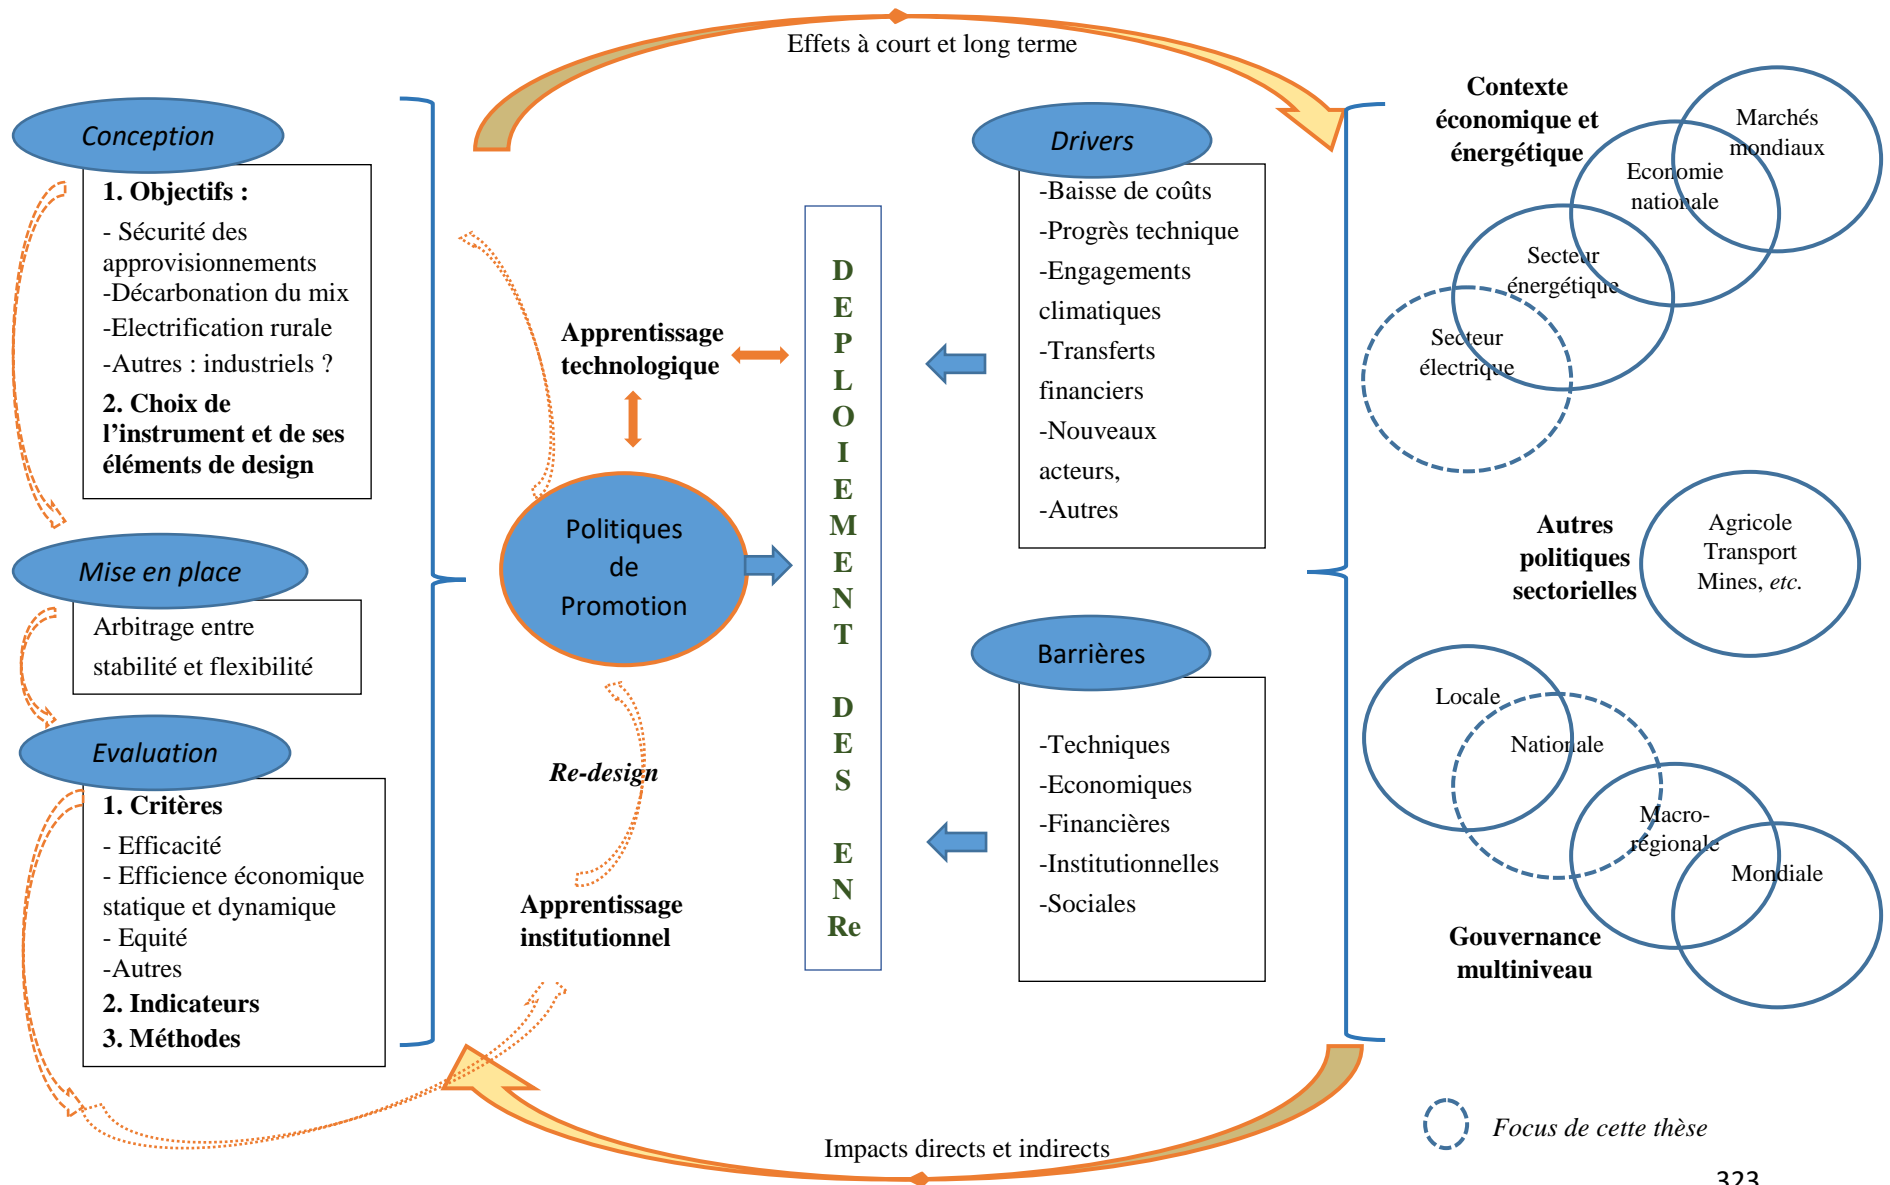 Effets à court et long terme
Conception
1. Objectifs :
- Sécurité des
approvisionnements
-Décarbonation du mix
-Electrification rurale
-Autres : industriels ?
2. Choix de
l’instrument et de ses
éléments de design
Mise en place
Arbitrage entre
stabilité et flexibilité
Evaluation
1. Critères
- Efficacité
- Efficience économique
statique et dynamique
- Equité
-Autres
2. Indicateurs
3. Méthodes
Apprentissage
technologique
Politiques
de
Promotion
Re-design
Apprentissage
institutionnel
D
E
P
L
O
I
E
M
E
N
T
D
E
S
E
N
Re
Drivers
-Baisse de coûts
-Progrès technique
-Engagements
climatiques
-Transferts
financiers
-Nouveaux
acteurs,
-Autres
Barrières
-Techniques
-Economiques
-Financières
-Institutionnelles
-Sociales
Contexte
économique et
énergétique
Marchés
mondiaux
Economie
nationale
Secteur
énergétique
Secteur
électrique
Autres
politiques
sectorielles
Agricole
Transport
Mines, etc.
Locale
Nationale
Macro-
régionale
Mondiale
Gouvernance
multiniveau
Focus de cette thèse
Impacts directs et indirects
323